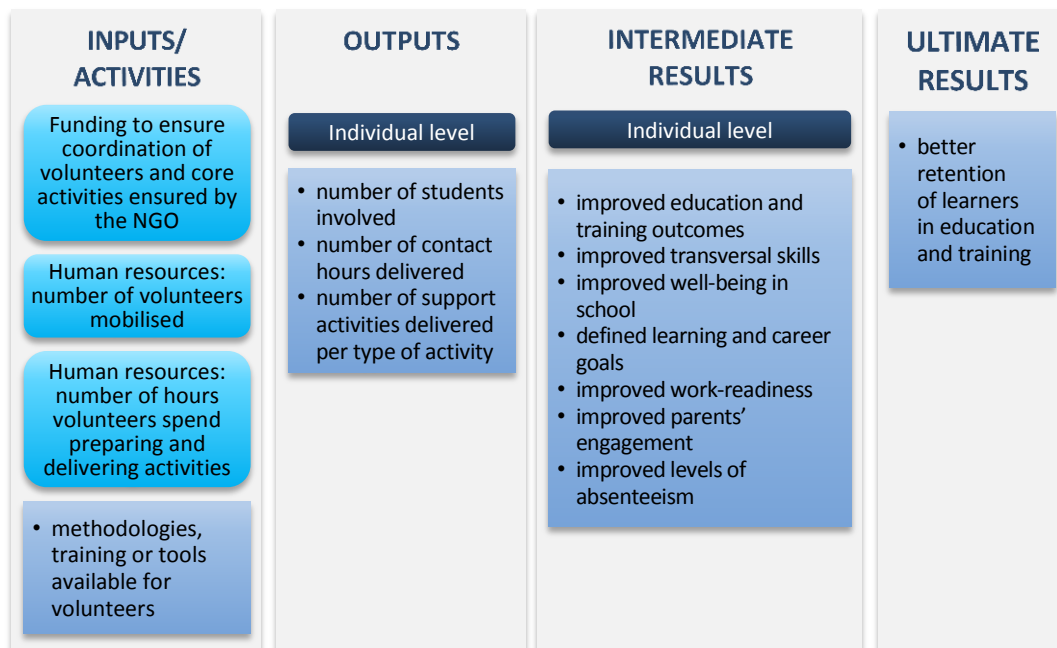 INPUTS/
ACTIVITIES
Funding to ensure
coordination of
volunteers and core
activities ensured by
the NGO
Human resources:
number of volunteers
mobilised
Human resources:
number of hours
volunteers spend
preparing and
delivering activities
• methodologies,
training or tools
available for
volunteers
OUTPUTS
Individual level
• number of students
involved
• number of contact
hours delivered
• number of support
activities delivered
per type of activity
INTERMEDIATE
RESULTS
Individual level
• improved education and
training outcomes
• improved transversal skills
• improved well-being in
school
• defined learning and career
goals
• improved work-readiness
• improved parents’
engagement
• improved levels of
absenteeism
ULTIMATE
RESULTS
• better
retention
of learners
in education
and training